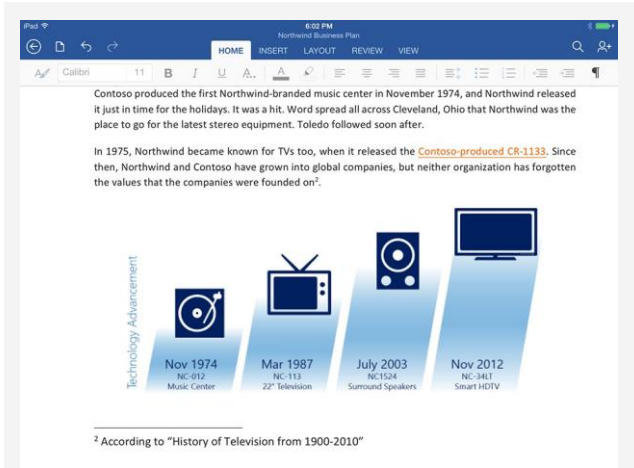 iPad 6:02 PM
Northwind Business Plan
HOME INSERT LAYOUT REVIEW VIEW
Calibri 11 B I U A.. A
Contoso produced the first Northwind-branded music center in November 1974, and Northwind released
it just in time for the holidays. It was a hit. Word spread all across Cleveland, Ohio that Northwind was the
place to go for the latest stereo equipment. Toledo followed soon after.
In 1975, Northwind became known for TVs too, when it released the Contoso-produced CR-1133. Since
then, Northwind and Contoso have grown into global companies, but neither organization has forgotten
the values that the companies were founded on².
Technology Advancement
Nov 1974
NC-012
Music Center
Mar 1987
NC-113
22" Television
July 2003
NC1524
Surround Speakers
Nov 2012
NC-34LT
Smart HDTV
² According to “History of Television from 1900-2010”